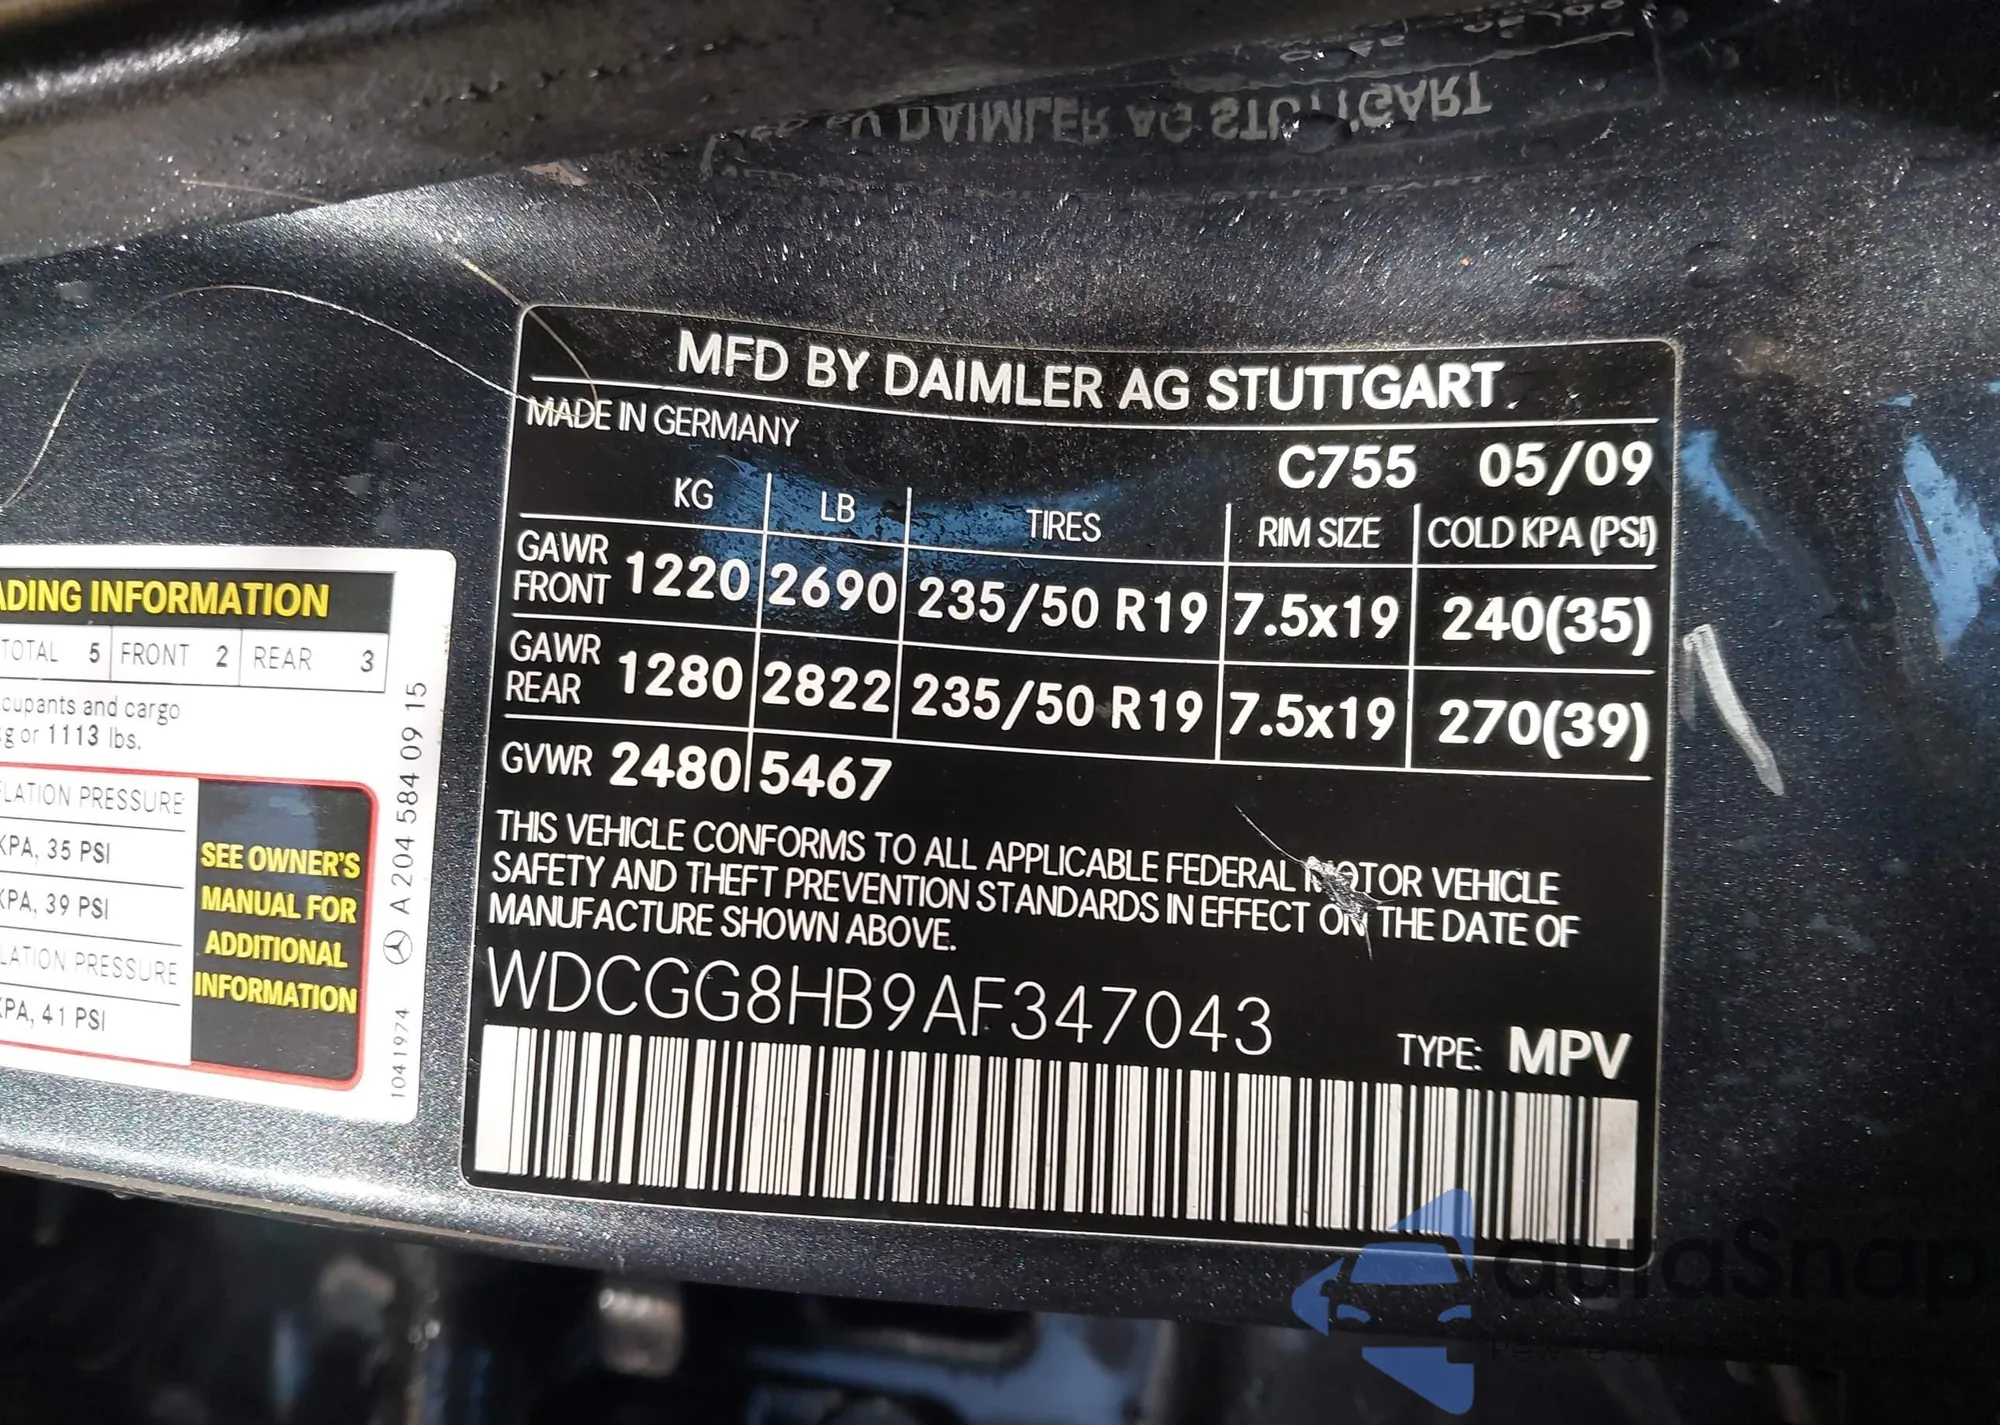 MFD BY DAIMLER AG STUTTGART
MADE IN GERMANY
C755 05/09
KG LB TIRES RIM SIZE COLD KPA (PSI)
GAWR FRONT 1220 2690 235/50 R19 7.5x19 240(35)
GAWR REAR 1280 2822 235/50 R19 7.5x19 270(39)
GVWR 2480 5467
THIS VEHICLE CONFORMS TO ALL APPLICABLE FEDERAL MOTOR VEHICLE
SAFETY AND THEFT PREVENTION STANDARDS IN EFFECT ON THE DATE OF
MANUFACTURE SHOWN ABOVE.
WDCGG8HB9AF347043
TYPE: MPV
ADING INFORMATION
TOTAL 5 FRONT 2 REAR 3
cupants and cargo
kg or 1113 lbs.
FLATION PRESSURE
KPA, 35 PSI
KPA, 39 PSI
LATION PRESSURE
KPA, 41 PSI
SEE OWNER'S
MANUAL FOR
ADDITIONAL
INFORMATION
A 204 584 09 15
1041974
DAIMLER AG STUTTGART